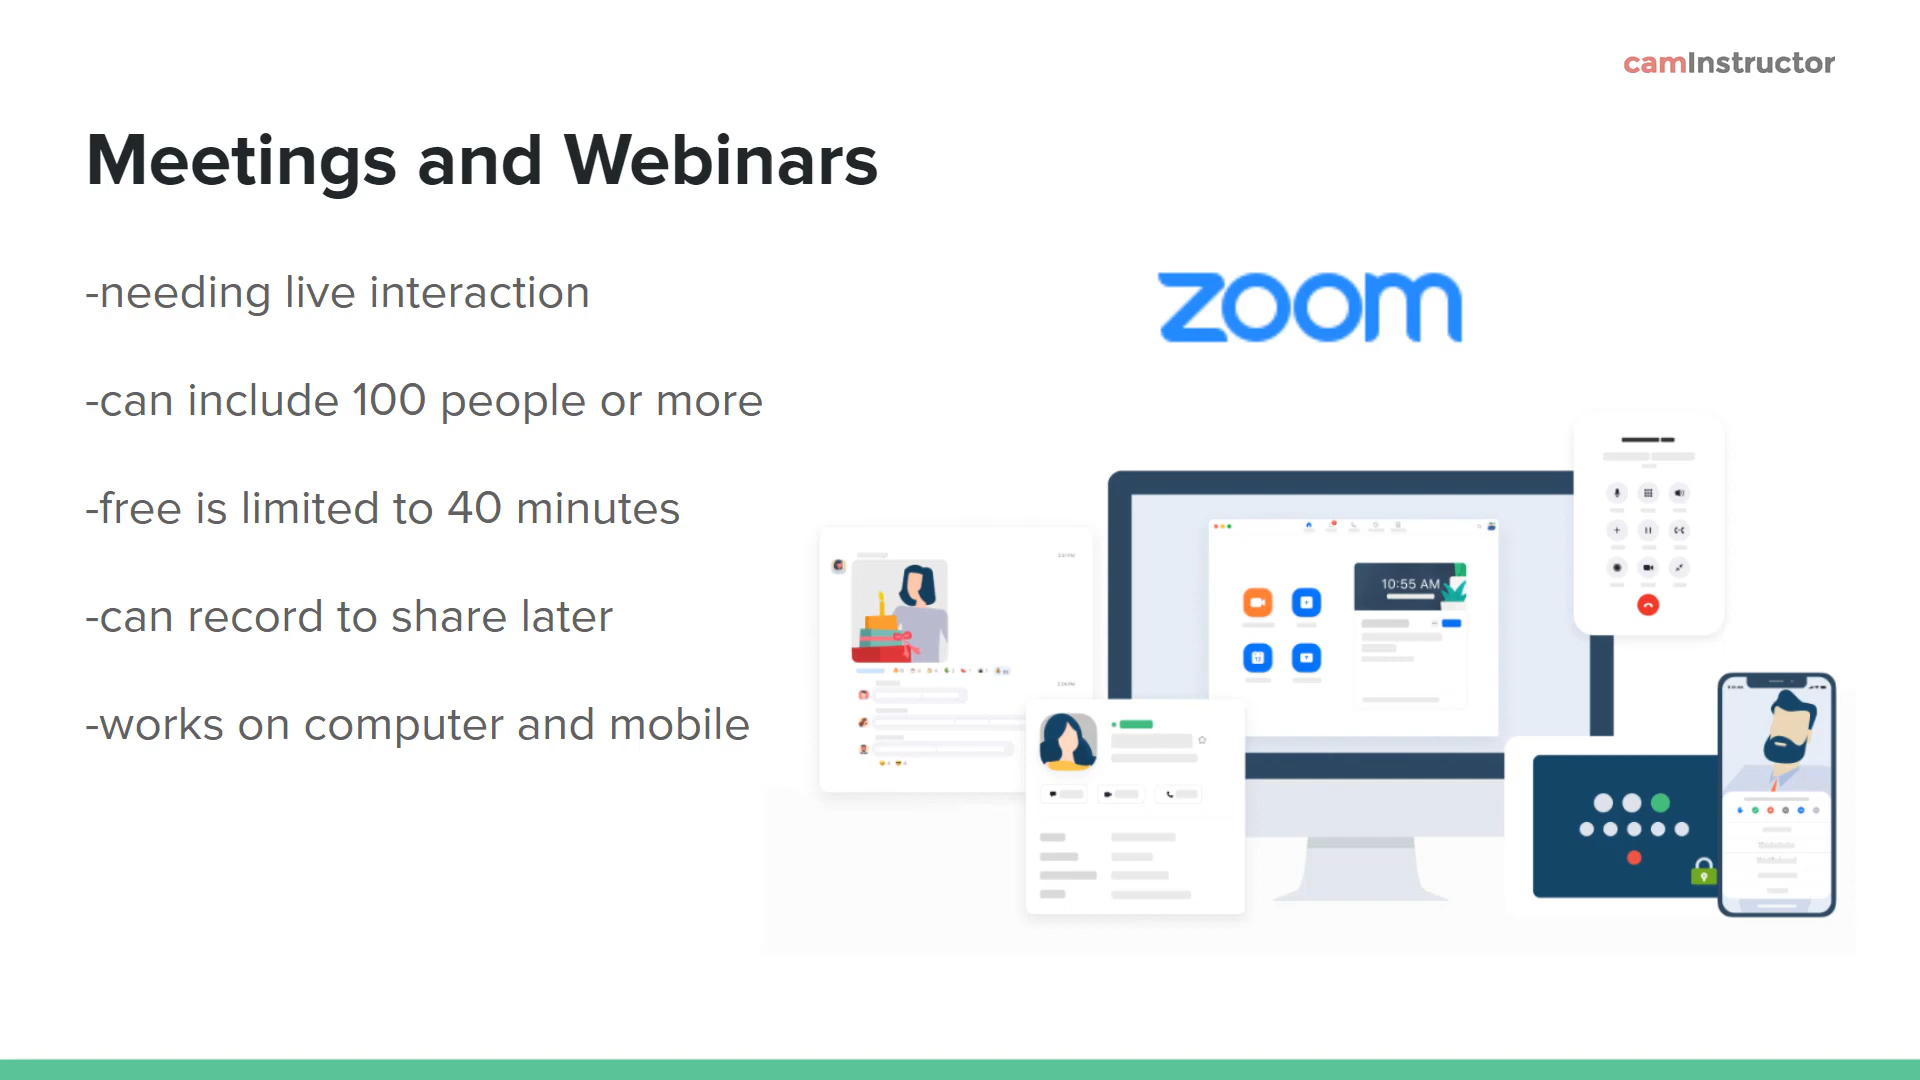 camInstructor
Meetings and Webinars
-needing live interaction
zoom
-can include 100 people or more
-free is limited to 40 minutes
10:55 AM
-can record to share later
-works on computer and mobile